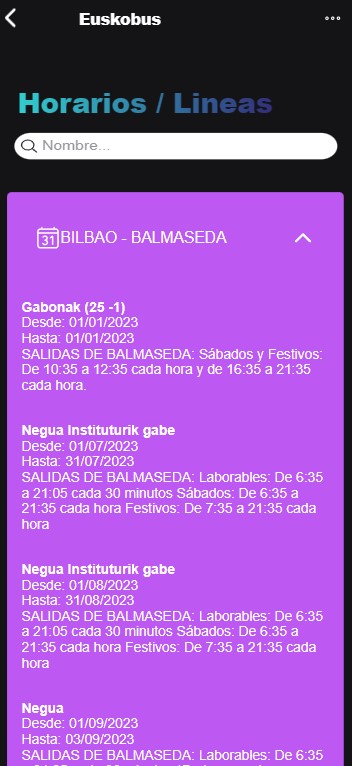 Euskobus
Horarios / Lineas
Nombre...
31 BILBAO - BALMASEDA
Gabonak (25 -1)
Desde: 01/01/2023
Hasta: 01/01/2023
SALIDAS DE BALMASEDA: Sábados y Festivos:
De 10:35 a 12:35 cada hora y de 16:35 a 21:35
cada hora.
Negua Instituturik gabe
Desde: 01/07/2023
Hasta: 31/07/2023
SALIDAS DE BALMASEDA: Laborables: De 6:35
a 21:05 cada 30 minutos Sábados: De 6:35 a
21:35 cada hora Festivos: De 7:35 a 21:35 cada
hora
Negua Instituturik gabe
Desde: 01/08/2023
Hasta: 31/08/2023
SALIDAS DE BALMASEDA: Laborables: De 6:35
a 21:05 cada 30 minutos Sábados: De 6:35 a
21:35 cada hora Festivos: De 7:35 a 21:35 cada
hora
Negua
Desde: 01/09/2023
Hasta: 03/09/2023
SALIDAS DE BALMASEDA: Laborables: De 6:35